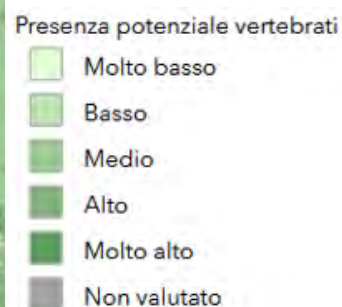 Presenza potenziale vertebrati
Molto basso
Basso
Medio
Alto
Molto alto
Non valutato